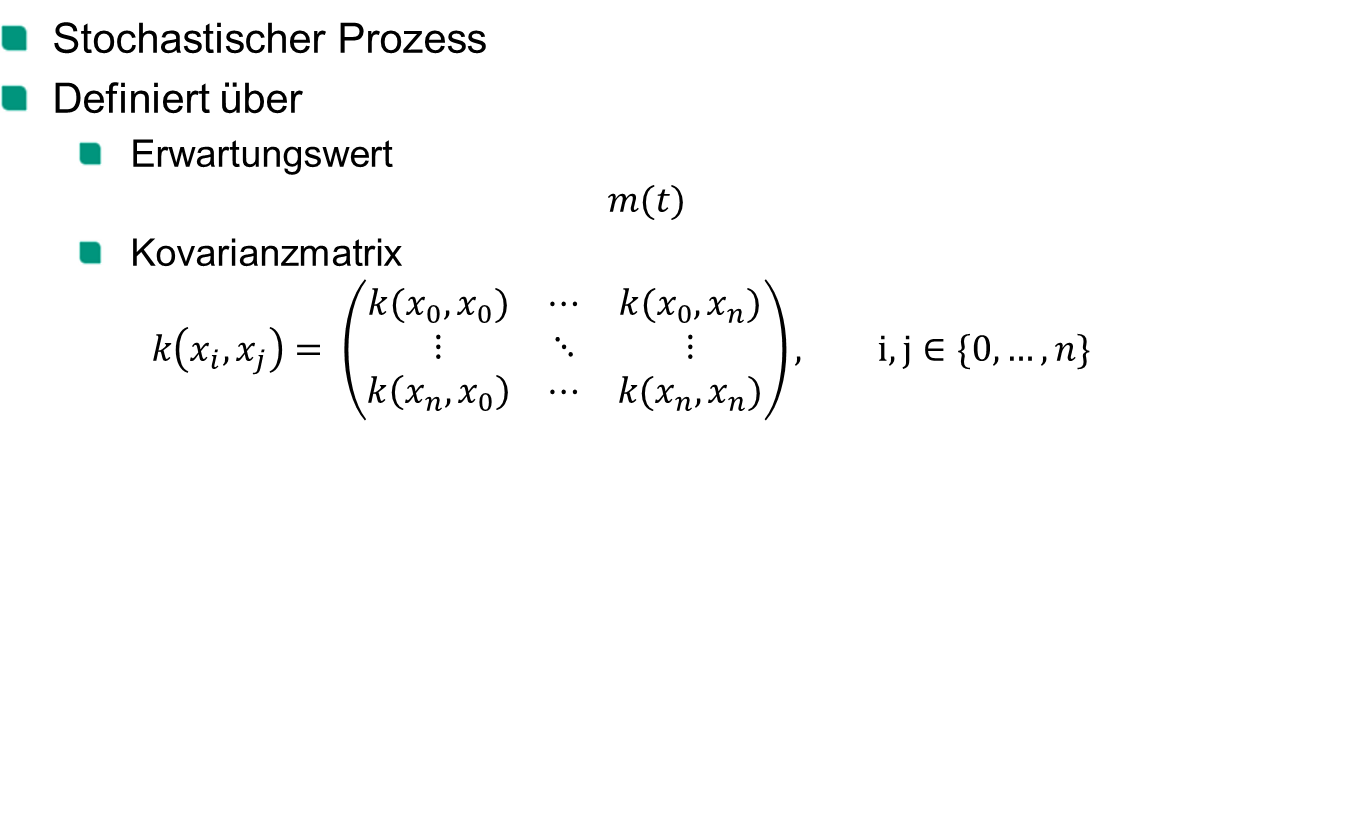 Stochastischer Prozess
Definiert über
Erwartungswert
m(t)
Kovarianzmatrix
k(x_i, x_j) = ( k(x_0, x_0) ⋯ k(x_0, x_n) ⋮ ⋱ ⋮ k(x_n, x_0) ⋯ k(x_n, x_n) ), i, j ∈ {0, … , n}